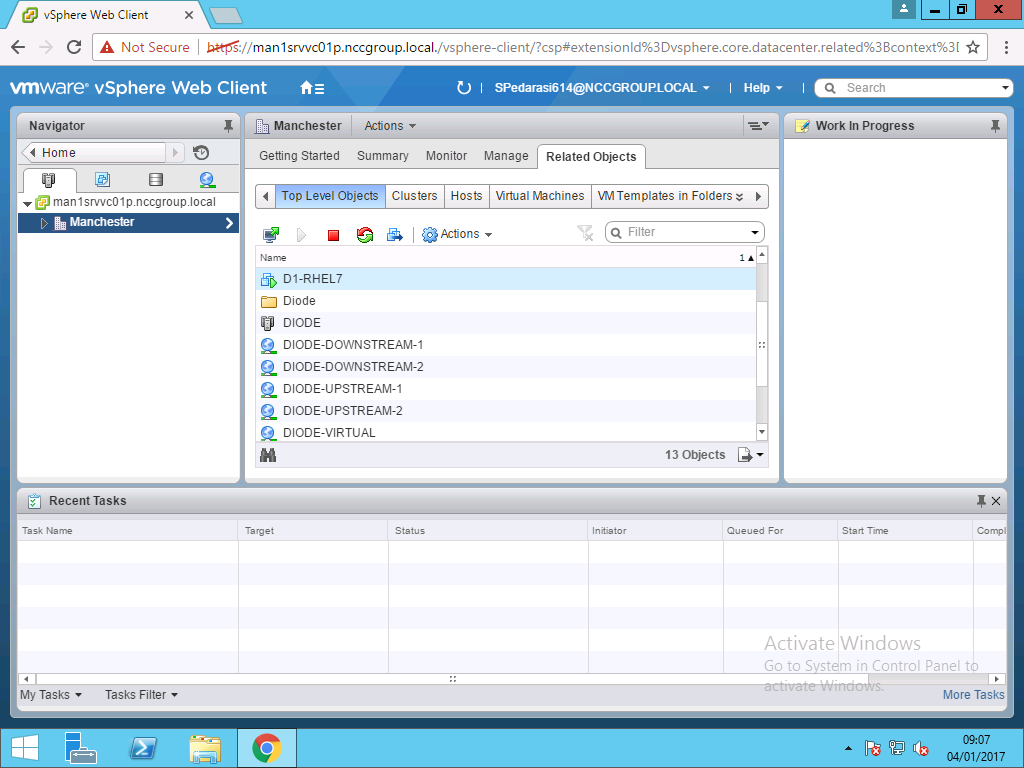 vSphere Web Client
Not Secure https://man1srvvc01p.nccgroup.local./vsphere-client/?csp#extensionId%3Dvsphere.core.datacenter.related%3Bcontext%3
vmware® vSphere Web Client
SPedarasi614@NCCGROUP.LOCAL
Help
Search
Navigator
Home
man1srvvc01p.nccgroup.local
Manchester
Manchester Actions
Getting Started Summary Monitor Manage Related Objects
Top Level Objects Clusters Hosts Virtual Machines VM Templates in Folders
Actions Filter
Name 1
D1-RHEL7
Diode
DIODE
DIODE-DOWNSTREAM-1
DIODE-DOWNSTREAM-2
DIODE-UPSTREAM-1
DIODE-UPSTREAM-2
DIODE-VIRTUAL
13 Objects
Work In Progress
Recent Tasks
Task Name Target Status Initiator Queued For Start Time Compl
Activate Windows
Go to System in Control Panel to
activate Windows.
My Tasks Tasks Filter More Tasks
09:07
04/01/2017